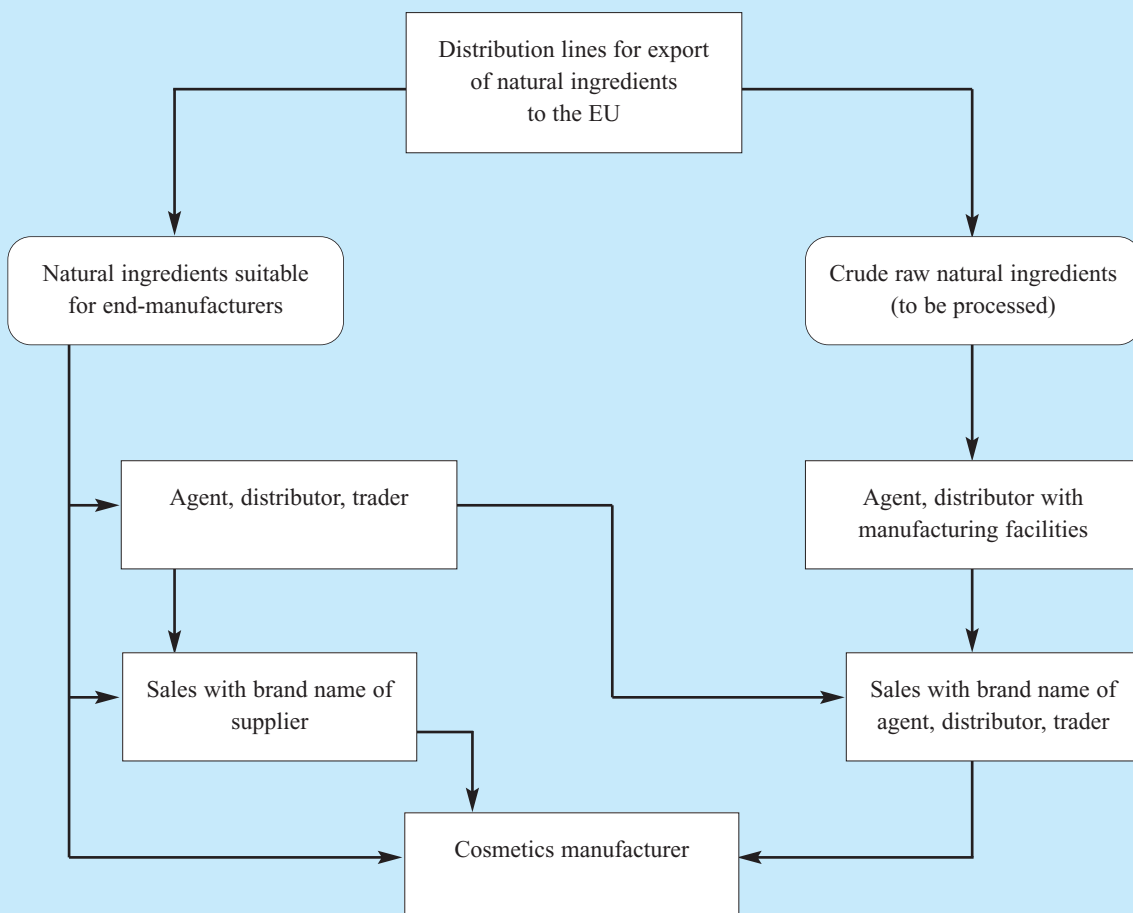 Distribution lines for export
of natural ingredients
to the EU
Natural ingredients suitable
for end-manufacturers
Crude raw natural ingredients
(to be processed)
Agent, distributor, trader
Agent, distributor with
manufacturing facilities
Sales with brand name of
supplier
Sales with brand name of
agent, distributor, trader
Cosmetics manufacturer